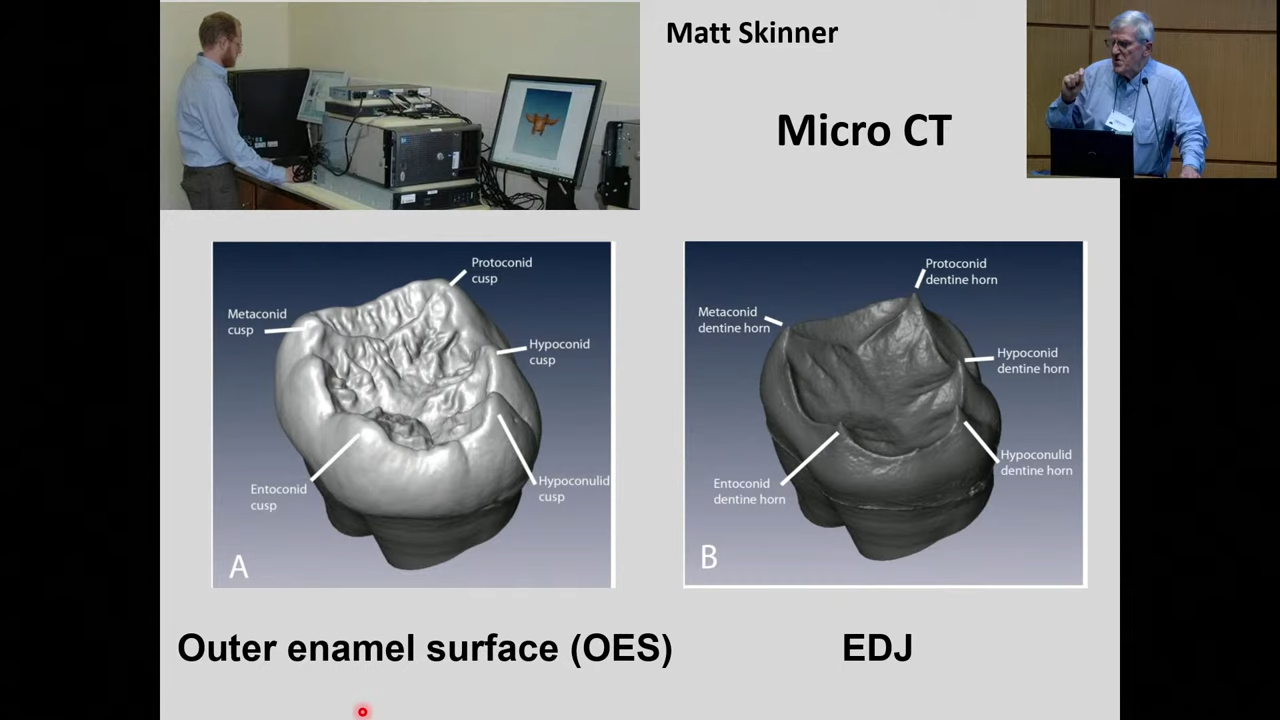 Matt Skinner
Micro CT
Protoconid
cusp
Metaconid
cusp
Hypoconid
cusp
Entoconid
cusp
Hypoconulid
cusp
A
Protoconid
dentine horn
Metaconid
dentine horn
Hypoconid
dentine horn
Hypoconulid
dentine horn
Entoconid
dentine horn
B
Outer enamel surface (OES)
EDJ